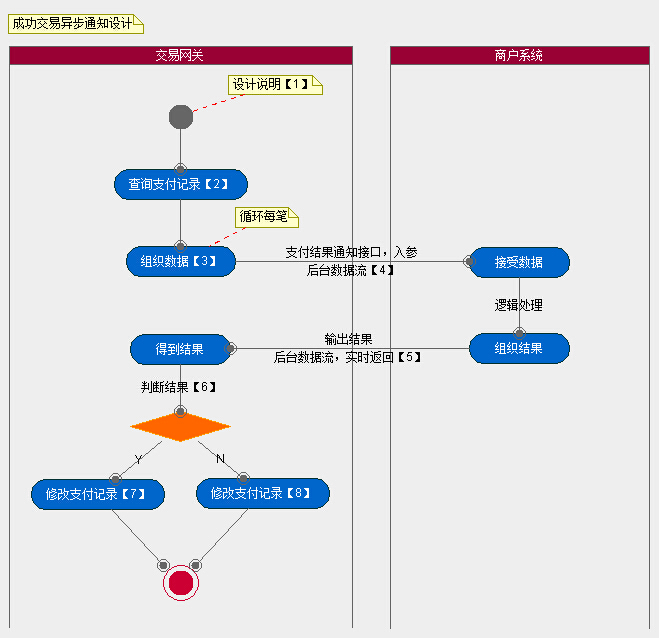 成功交易异步通知设计
交易网关
商户系统
设计说明【1】
查询支付记录【2】
循环每笔
组织数据【3】
支付结果通知接口，入参
后台数据流【4】
接受数据
逻辑处理
得到结果
输出结果
后台数据流，实时返回【5】
组织结果
判断结果【6】
Y
N
修改支付记录【7】
修改支付记录【8】